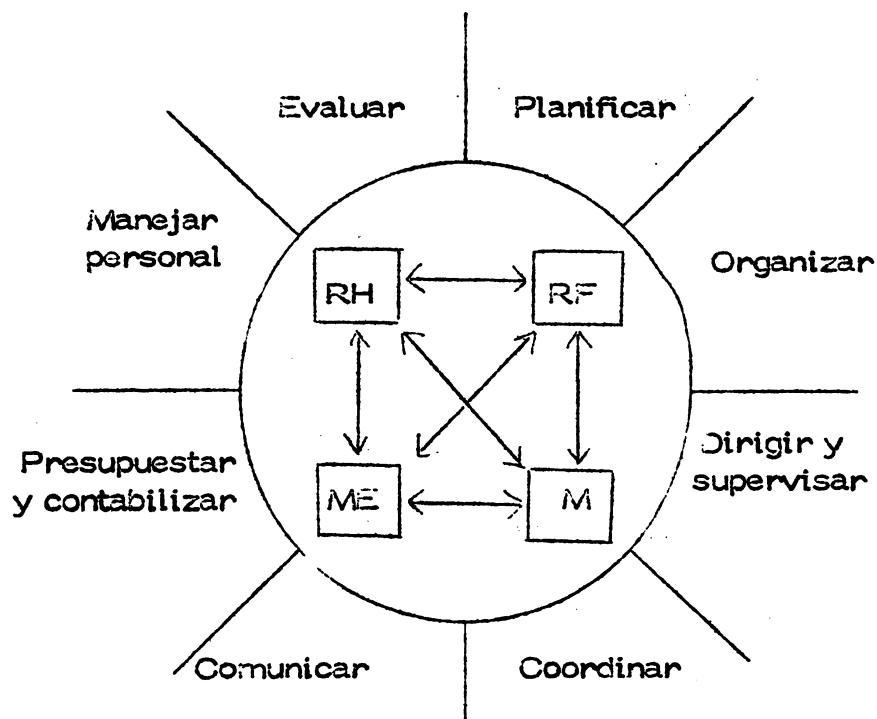 Evaluar
Planificar
Manejar
personal
Organizar
RH
RF
Presupuestar
y contabilizar
ME
M
Dirigir y
supervisar
Comunicar
Coordinar